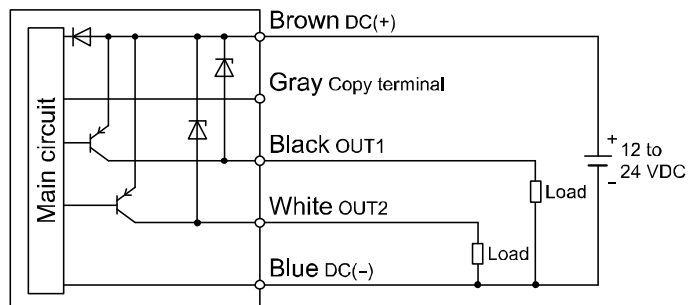 Brown DC(+)
Gray Copy terminal
Main circuit
Black OUT1
+
12 to
24 VDC
−
Load
White OUT2
Load
Blue DC(−)